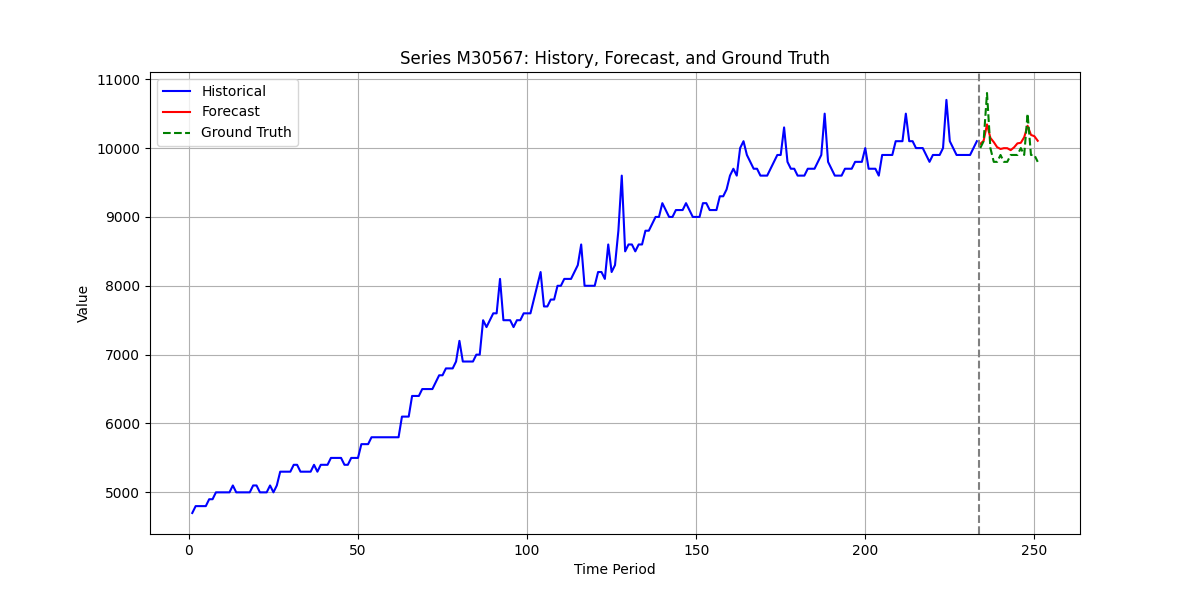 Series M30567: History, Forecast, and Ground Truth
Historical
Forecast
Ground Truth
11000
10000
9000
8000
7000
6000
5000
Value
0 50 100 150 200 250
Time Period